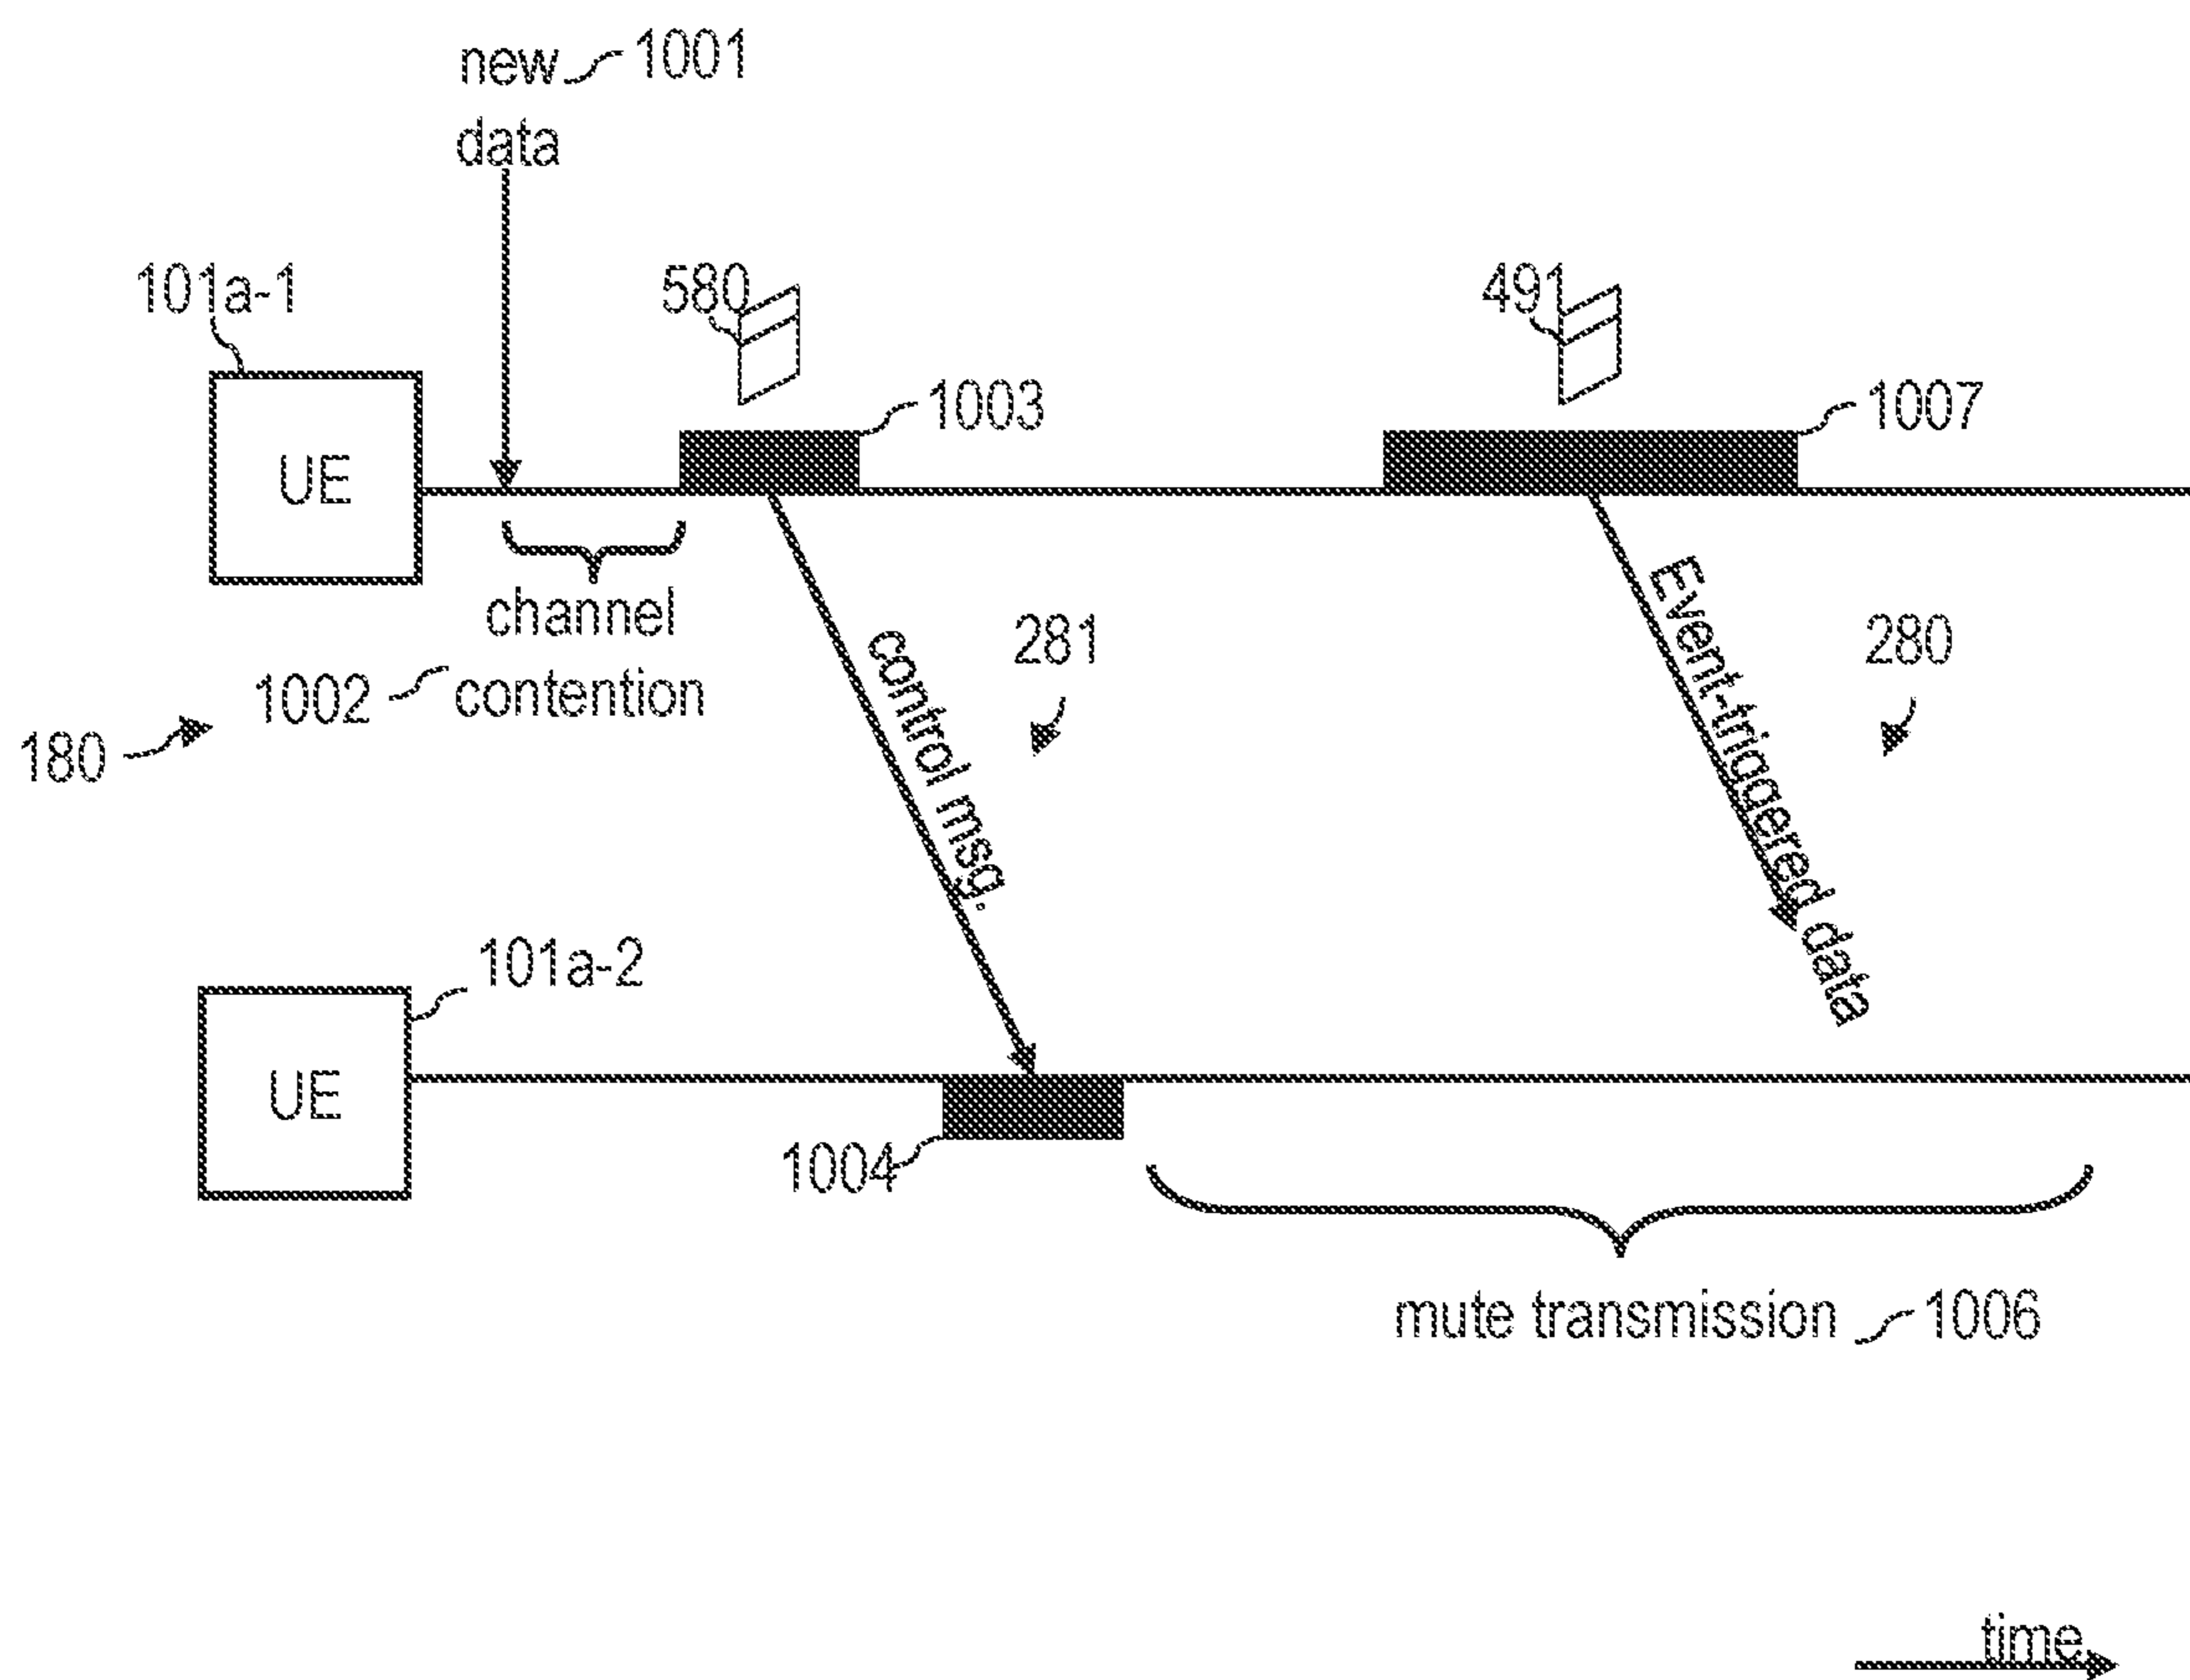 new 1001
data
101a-1
580
491
1003
1007
UE
channel
1002 contention
281
280
180
control msg.
Event-triggered data
101a-2
UE
1004
mute transmission 1006
time